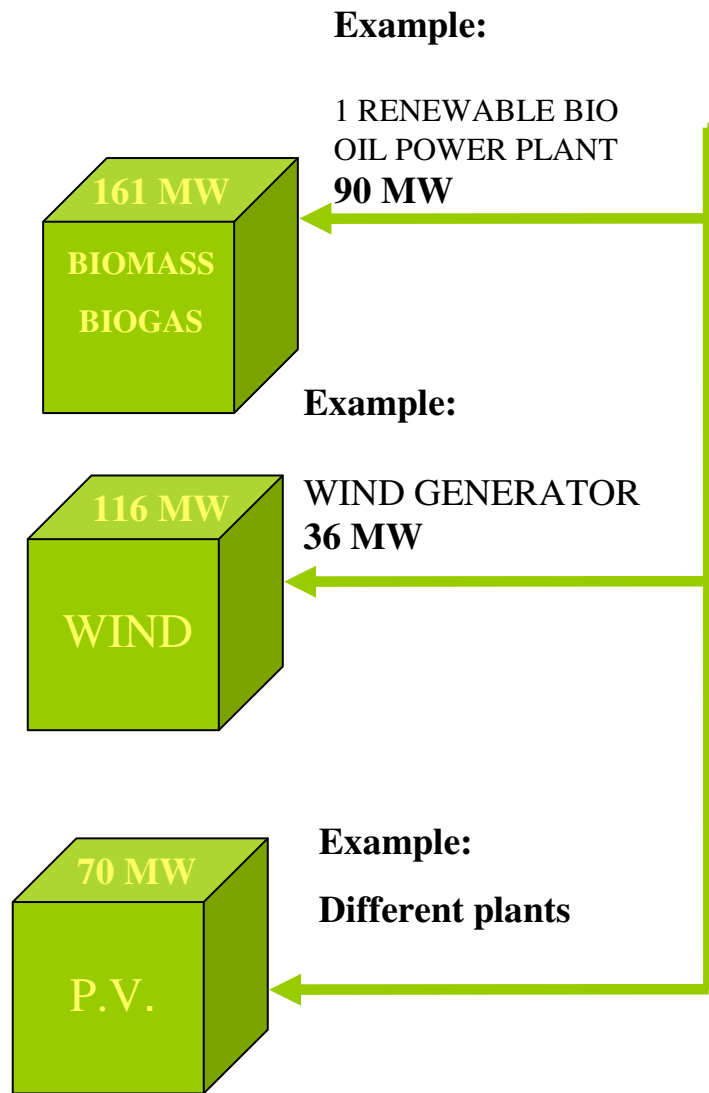 Example:
1 RENEWABLE BIO
OIL POWER PLANT
90 MW
161 MW
BIOMASS
BIOGAS
Example:
WIND GENERATOR
36 MW
116 MW
WIND
Example:
Different plants
70 MW
P.V.